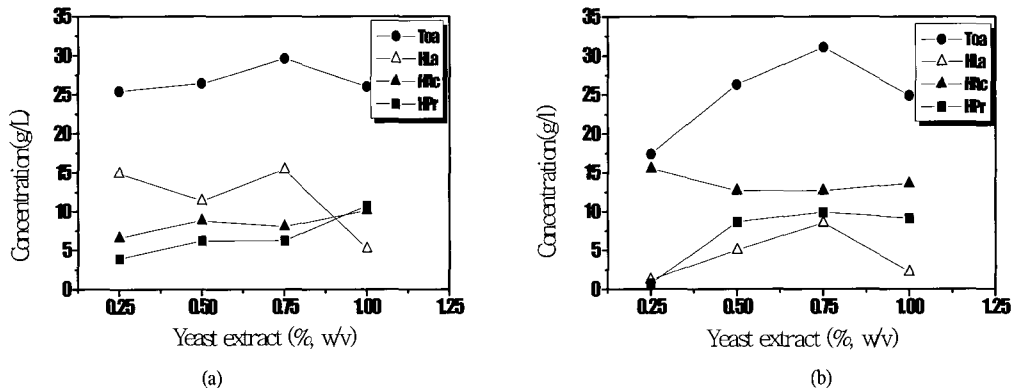 35
30
25
20
15
10
5
0
Concentration(g/L)
Toa
HLa
HAc
HPr
0.25 0.50 0.75 1.00 1.25
Yeast extract (%, w/v)
(a)
35
30
25
20
15
10
5
0
Concentration(g/l)
Toa
HLa
HAc
HPr
0.25 0.50 0.75 1.00 1.25
Yeast extract (%, w/v)
(b)